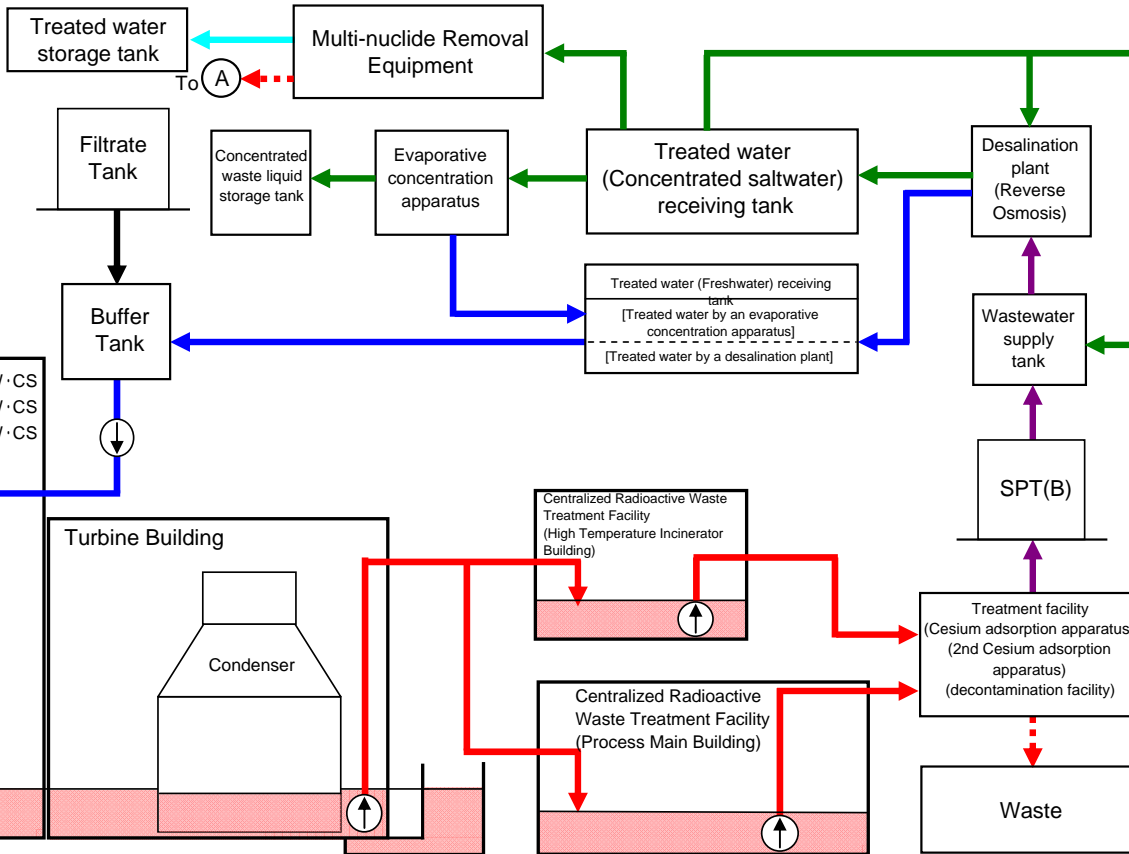 Treated water
storage tank
Multi-nuclide Removal
Equipment
To A
Filtrate
Tank
Concentrated
waste liquid
storage tank
Evaporative
concentration
apparatus
Treated water
(Concentrated saltwater)
receiving tank
Desalination
plant
(Reverse
Osmosis)
Buffer
Tank
Treated water (Freshwater) receiving
tank
[Treated water by an evaporative
concentration apparatus]
[Treated water by a desalination plant]
Wastewater
supply
tank
·CS
·CS
·CS
SPT(B)
Turbine Building
Condenser
Centralized Radioactive Waste
Treatment Facility
(High Temperature Incinerator
Building)
Centralized Radioactive
Waste Treatment Facility
(Process Main Building)
Treatment facility
(Cesium adsorption apparatus
(2nd Cesium adsorption
apparatus)
(decontamination facility)
Waste